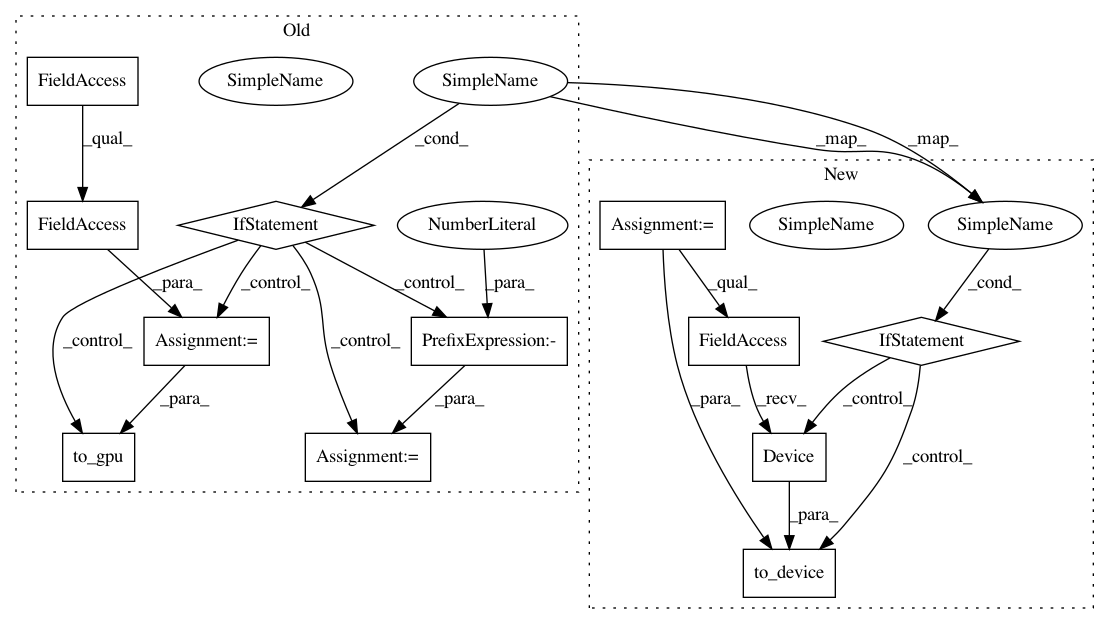 Old
FieldAccess
SimpleName
SimpleName
_qual_
_cond_
_map_
_map_
New
FieldAccess
IfStatement
NumberLiteral
Assignment:=
SimpleName
SimpleName
_para_
_control_
_control_
_para_
_qual_
_cond_
_control_
_control_
Assignment:=
PrefixExpression:-
FieldAccess
IfStatement
_para_
_para_
_para_
_recv_
_control_
to_gpu
Assignment:=
Device
_control_
_para_
to_device